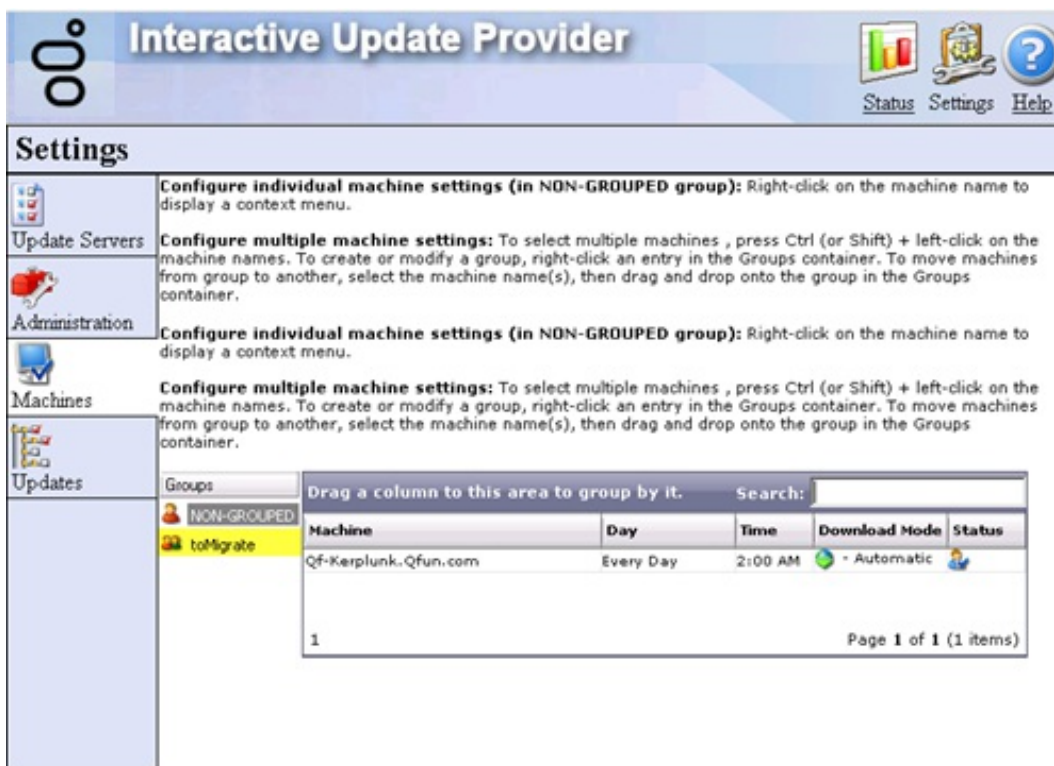 Interactive Update Provider
Status Settings Help
Settings
Update Servers
Administration
Machines
Updates
Configure individual machine settings (in NON-GROUPED group): Right-click on the machine name to
display a context menu.
Configure multiple machine settings: To select multiple machines , press Ctrl (or Shift) + left-click on the
machine names. To create or modify a group, right-click an entry in the Groups container. To move machines
from group to another, select the machine name(s), then drag and drop onto the group in the Groups
container.
Configure individual machine settings (in NON-GROUPED group): Right-click on the machine name to
display a context menu.
Configure multiple machine settings: To select multiple machines , press Ctrl (or Shift) + left-click on the
machine names. To create or modify a group, right-click an entry in the Groups container. To move machines
from group to another, select the machine name(s), then drag and drop onto the group in the Groups
container.
Groups
NON-GROUPED
toMigrate
Drag a column to this area to group by it. Search:
Machine Day Time Download Mode Status
Qf-Kerplunk.Qfun.com Every Day 2:00 AM - Automatic
1 Page 1 of 1 (1 items)